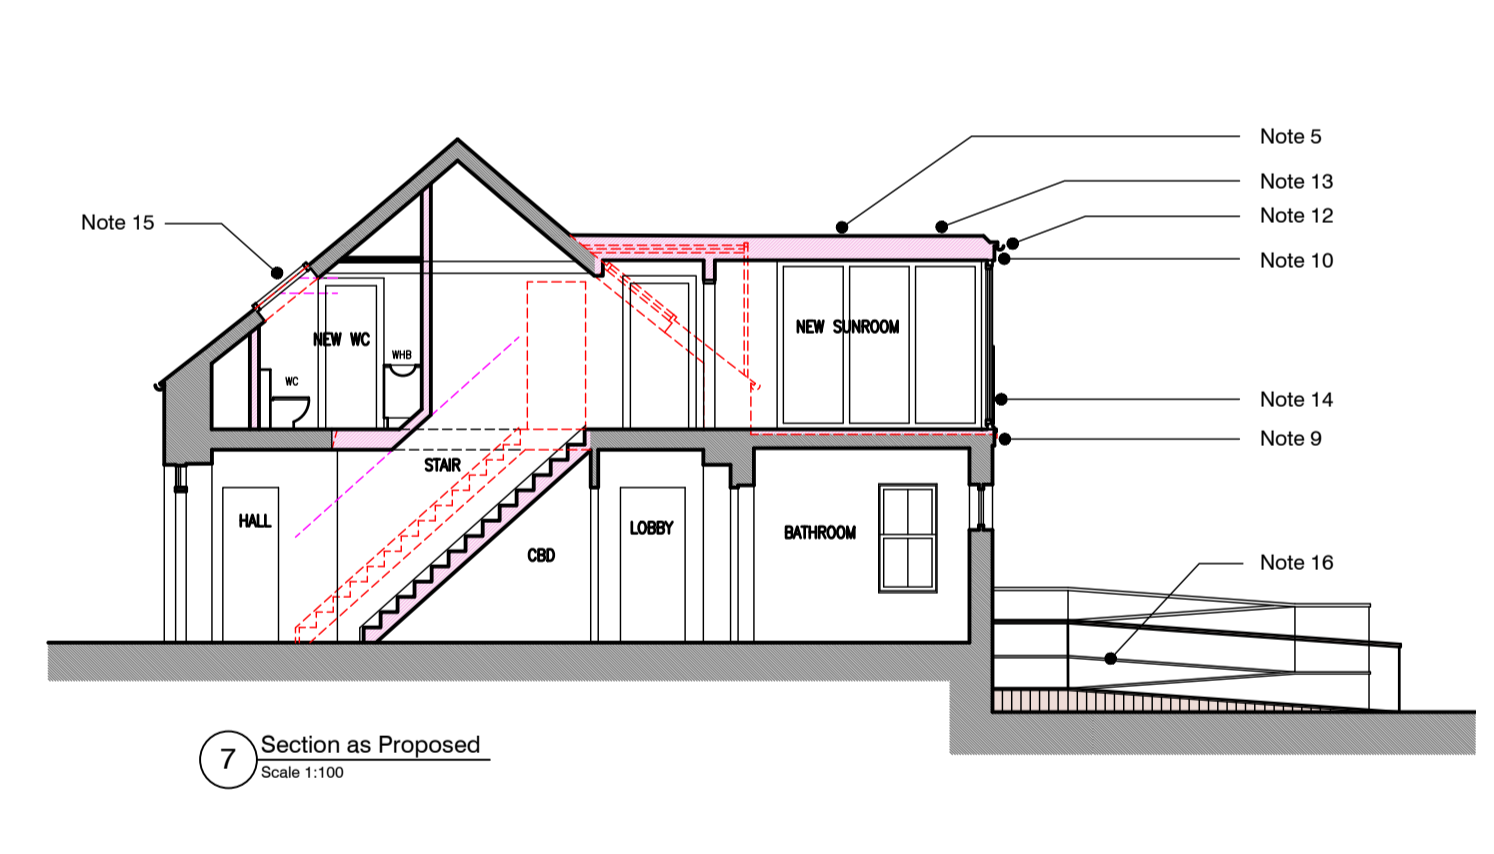 Note 5
Note 13
Note 12
Note 15
Note 10
NEW SUNROOM
NEW WC
WHB
WC
Note 14
Note 9
STAIR
HALL
LOBBY
BATHROOM
CBD
Note 16
7
Section as Proposed
Scale 1:100